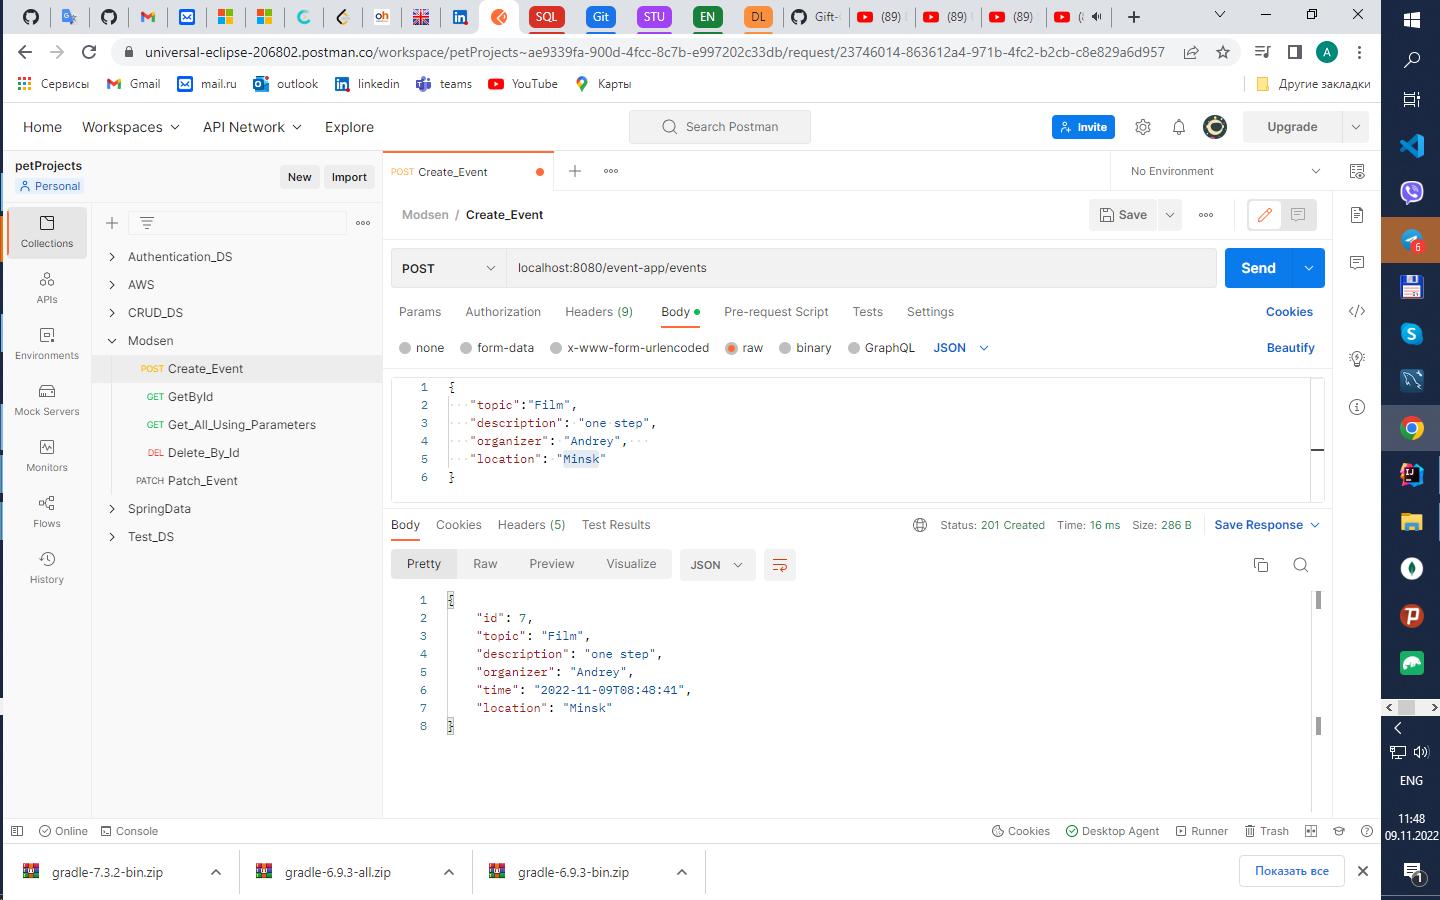 SQL Git STU EN DL Gift- (89) (89) (89) (
universal-eclipse-206802.postman.co/workspace/petProjects~ae9339fa-900d-4fcc-8c7b-e997202c33db/request/23746014-863612a4-971b-4fc2-b2cb-c8e829a6d957 A
Сервисы Gmail mail.ru outlook linkedin teams YouTube Карты Другие закладки
Home Workspaces API Network Explore Search Postman Invite Upgrade
petProjects
Personal
New Import
POST Create_Event
No Environment
Modsen / Create_Event Save
Collections
APIs
Environments
Mock Servers
Monitors
Flows
History
Authentication_DS
AWS
CRUD_DS
Modsen
POST Create_Event
GET GetById
GET Get_All_Using_Parameters
DEL Delete_By_Id
PATCH Patch_Event
SpringData
Test_DS
POST localhost:8080/event-app/events Send
Params Authorization Headers (9) Body Pre-request Script Tests Settings Cookies
none form-data x-www-form-urlencoded raw binary GraphQL JSON Beautify
1 {
2 "topic":"Film",
3 "description": "one step",
4 "organizer": "Andrey",
5 "location": "Minsk"
6 }
Body Cookies Headers (5) Test Results Status: 201 Created Time: 16 ms Size: 286 B Save Response
Pretty Raw Preview Visualize JSON
1 {
2 "id": 7,
3 "topic": "Film",
4 "description": "one step",
5 "organizer": "Andrey",
6 "time": "2022-11-09T08:48:41",
7 "location": "Minsk"
8 }
Online Console Cookies Desktop Agent Runner Trash
gradle-7.3.2-bin.zip gradle-6.9.3-all.zip gradle-6.9.3-bin.zip Показать все
6
ENG
11:48
09.11.2022
1